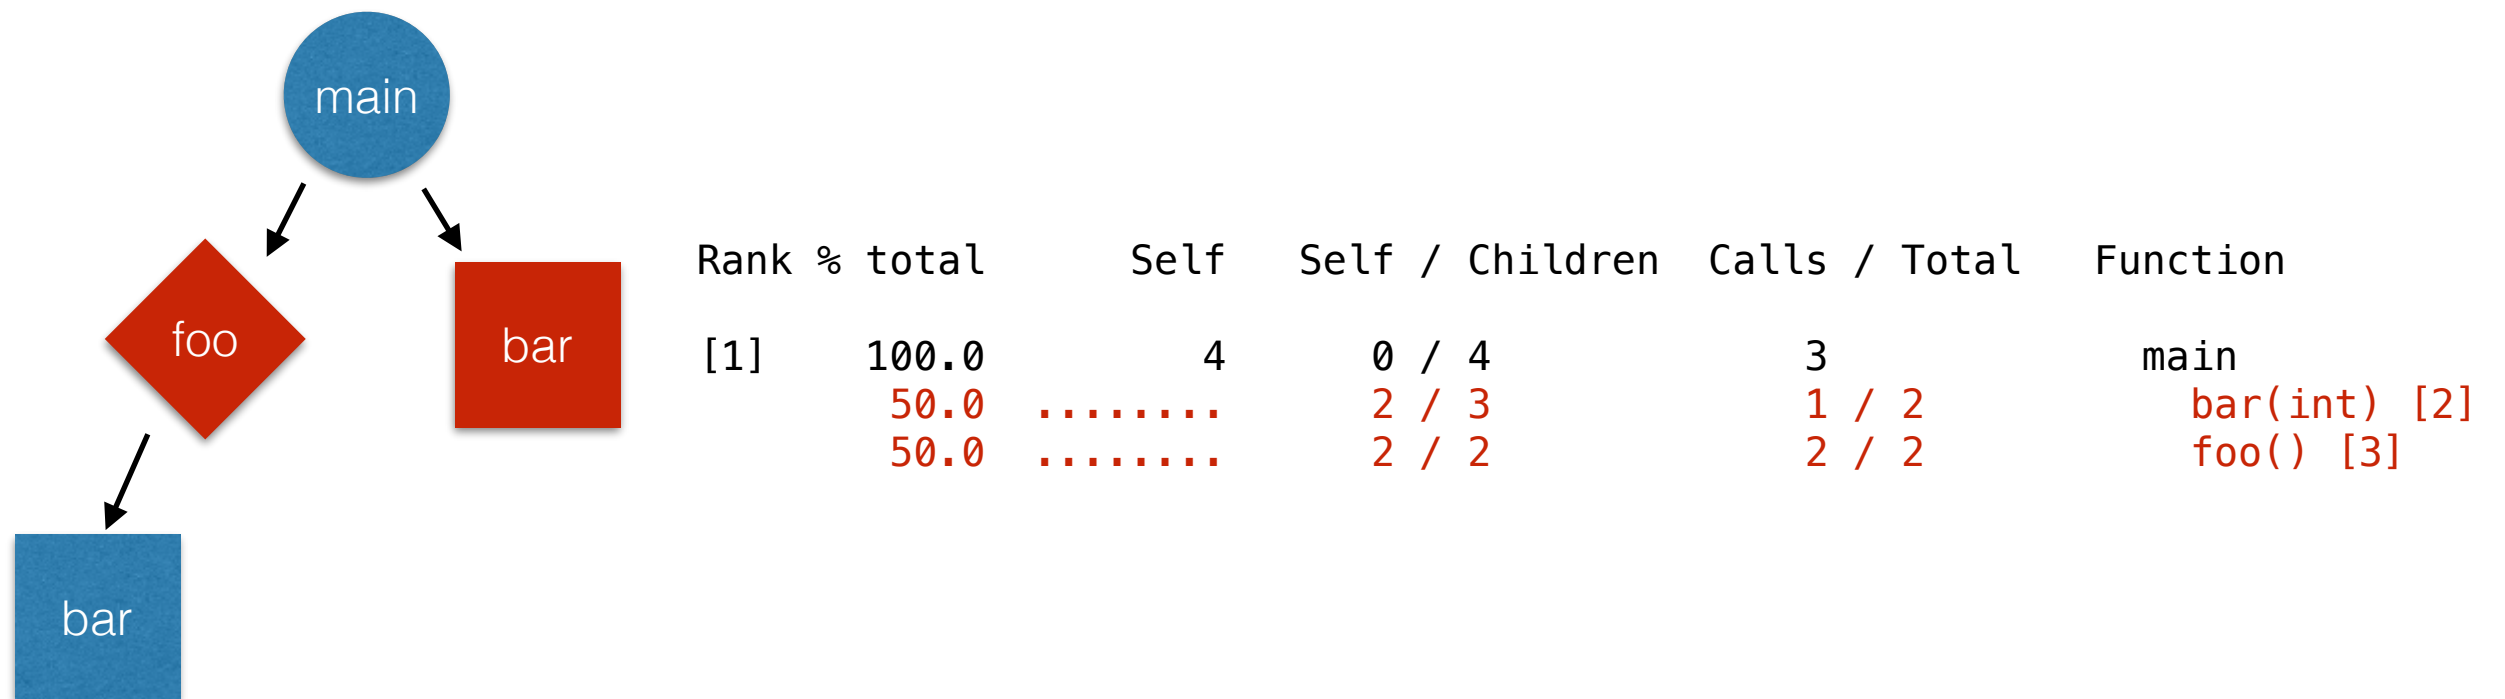 main
foo
bar
bar
Rank % total Self Self / Children Calls / Total Function
[1] 100.0 4 0 / 4 3 main
50.0 ........ 2 / 3 1 / 2 bar(int) [2]
50.0 ........ 2 / 2 2 / 2 foo() [3]